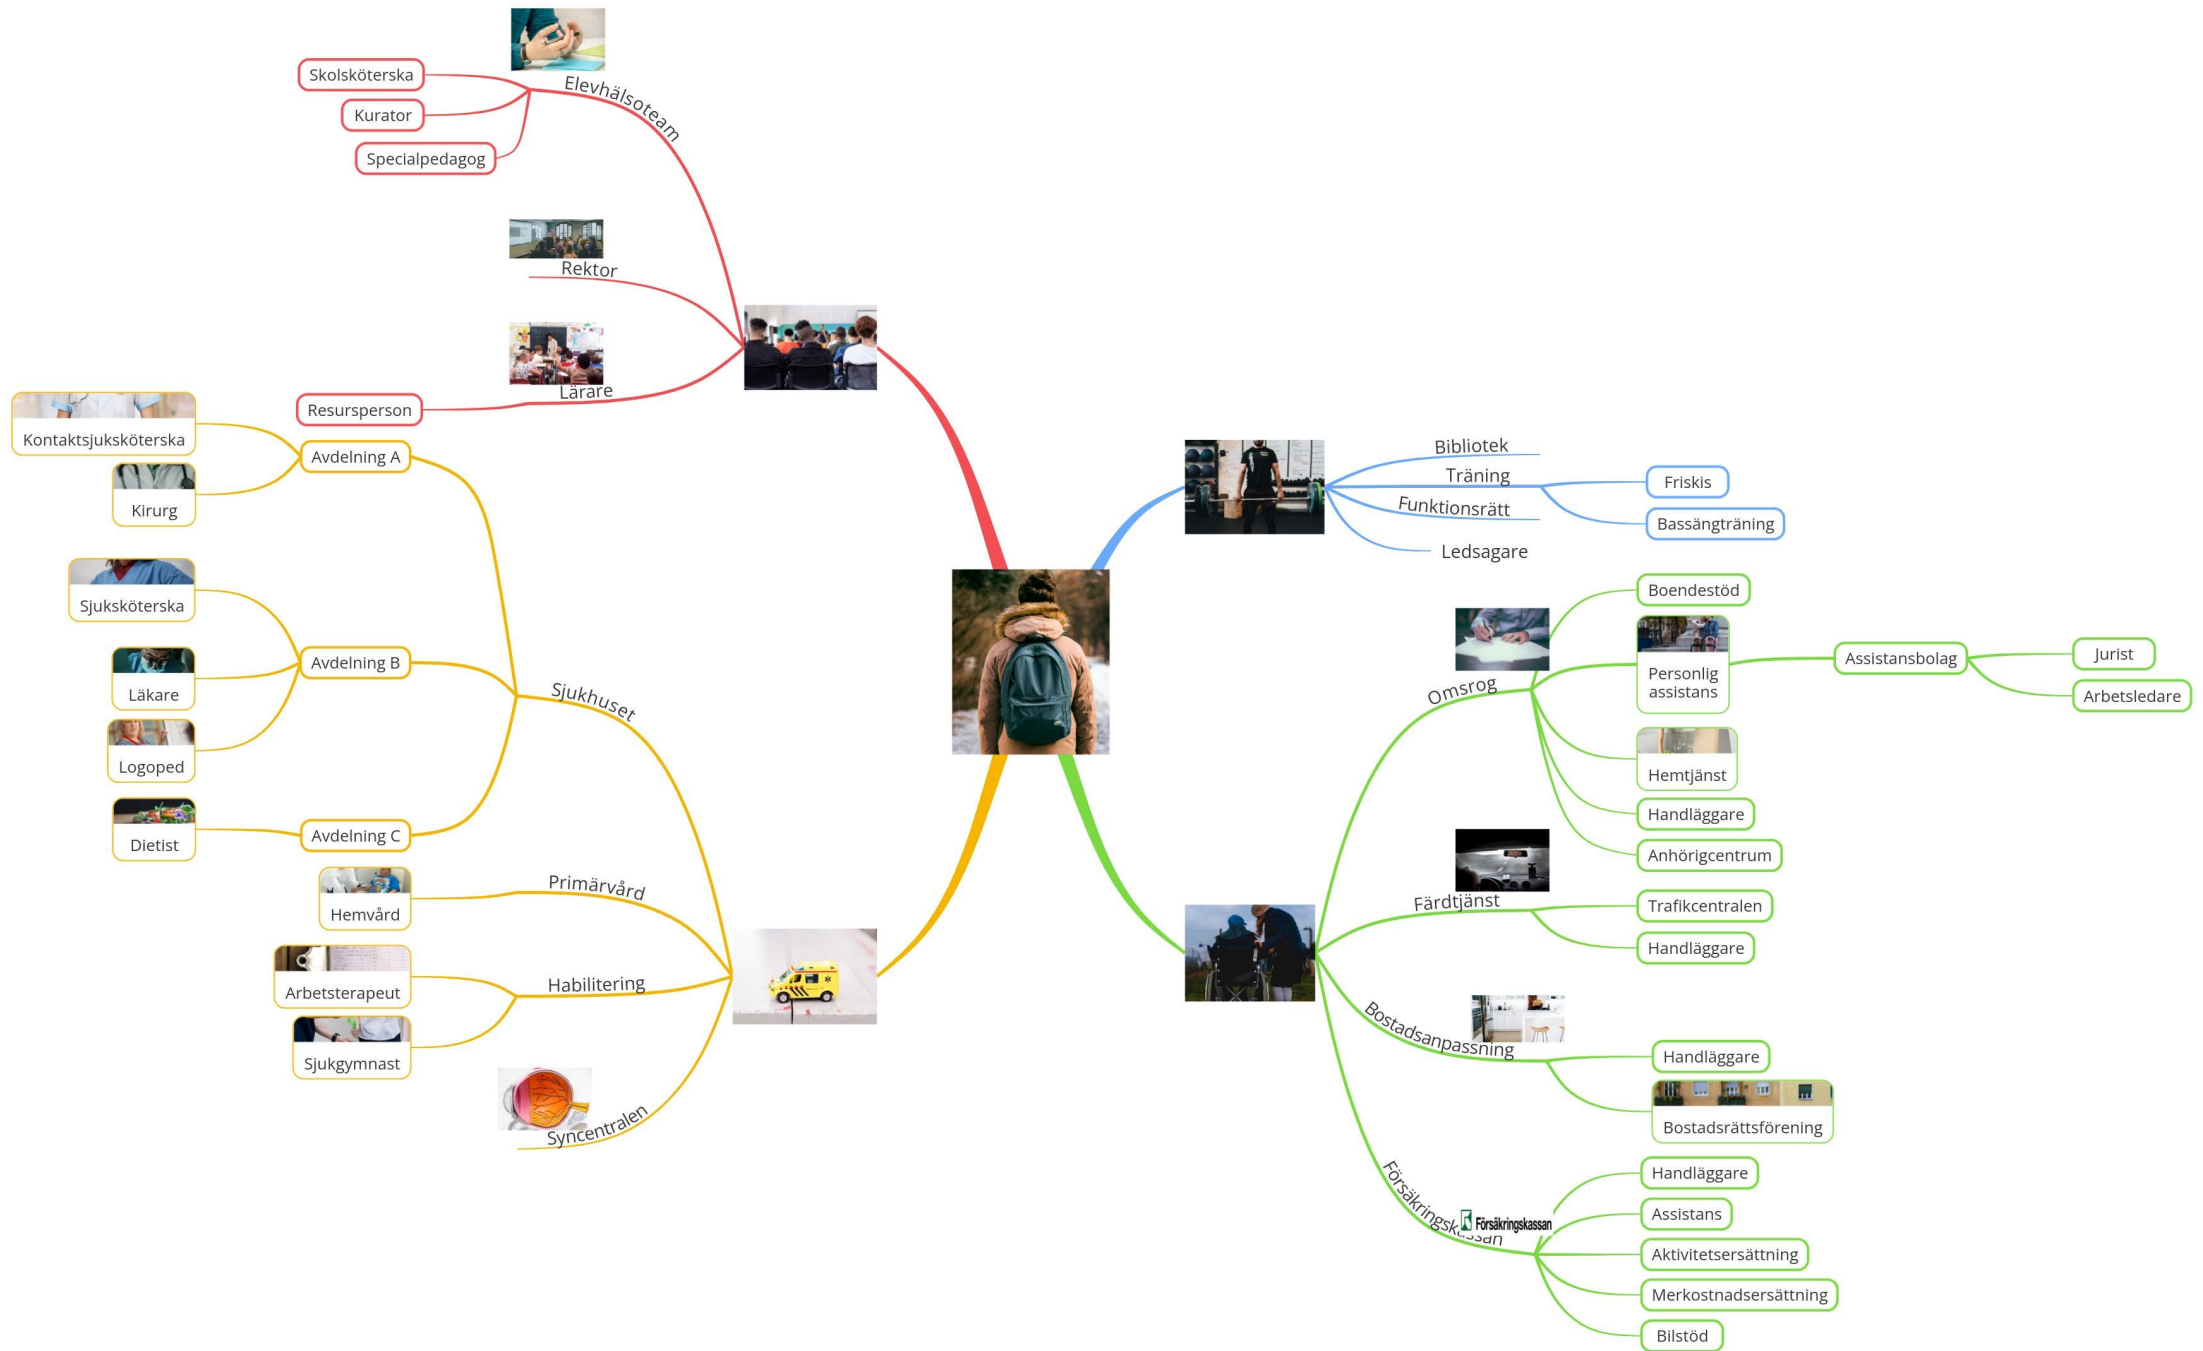 Elevhälsoteam
Skolsköterska
Kurator
Specialpedagog
Rektor
Lärare
Resursperson
Kontaktsjuksköterska
Avdelning A
Kirurg
Sjuksköterska
Avdelning B
Läkare
Logoped
Dietist
Avdelning C
Sjukhuset
Primärvård
Hemvård
Habilitering
Arbetsterapeut
Sjukgymnast
Syncentralen
Bibliotek
Träning
Friskis
Bassängträning
Funktionsrätt
Ledsagare
Omsrog
Boendestöd
Personlig
assistans
Assistansbolag
Jurist
Arbetsledare
Hemtjänst
Handläggare
Anhörigcentrum
Färdtjänst
Trafikcentralen
Handläggare
Bostadsanpassning
Handläggare
Bostadsrättsförening
Försäkringskassan
Försäkringskassan
Handläggare
Assistans
Aktivitetsersättning
Merkostnadsersättning
Bilstöd